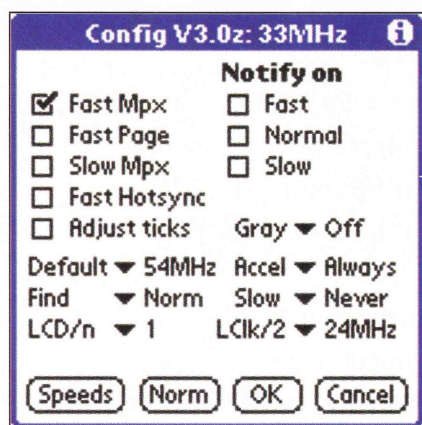 Config V3.0z: 33MHz
Notify on
Fast Mpx
Fast
Fast Page
Normal
Slow Mpx
Slow
Fast Hotsync
Adjust ticks
Gray Off
Default 54MHz Accel Always
Find Norm Slow Never
LCD/n 1 LClk/2 24MHz
Speeds Norm OK Cancel